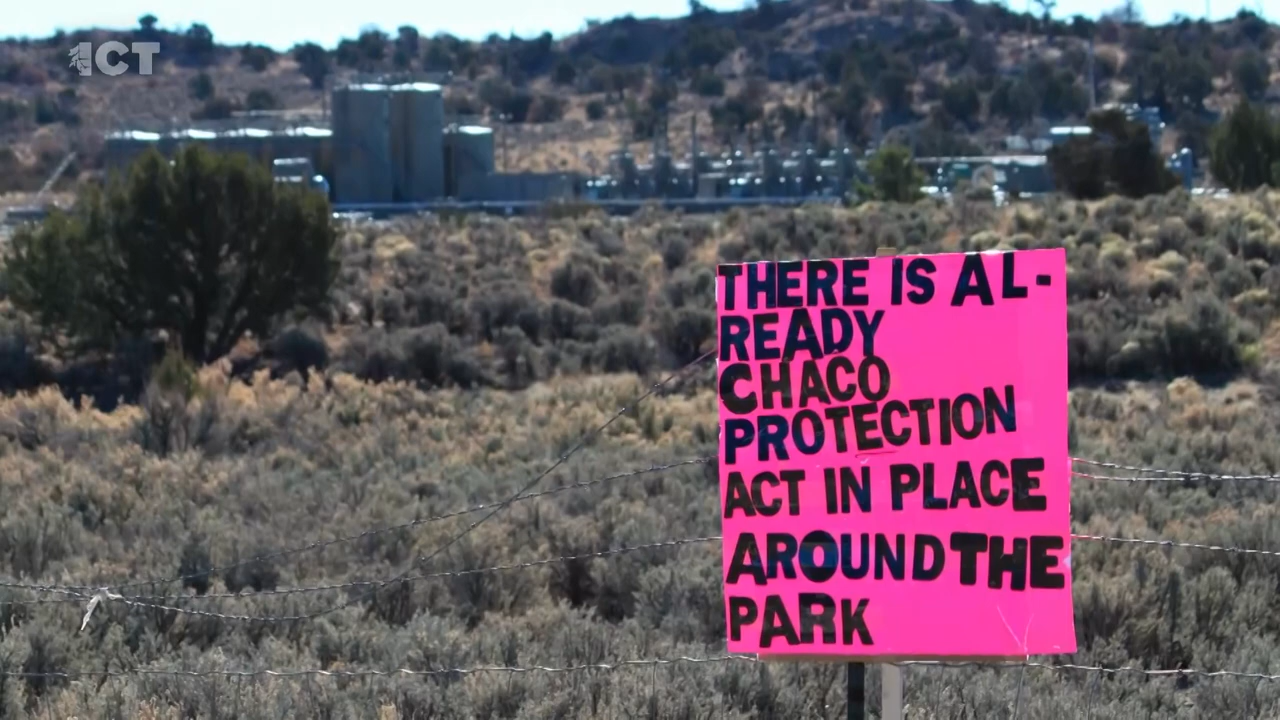 ICT
THERE IS AL-
READY
CHACO
PROTECTION
ACT IN PLACE
AROUND THE
PARK